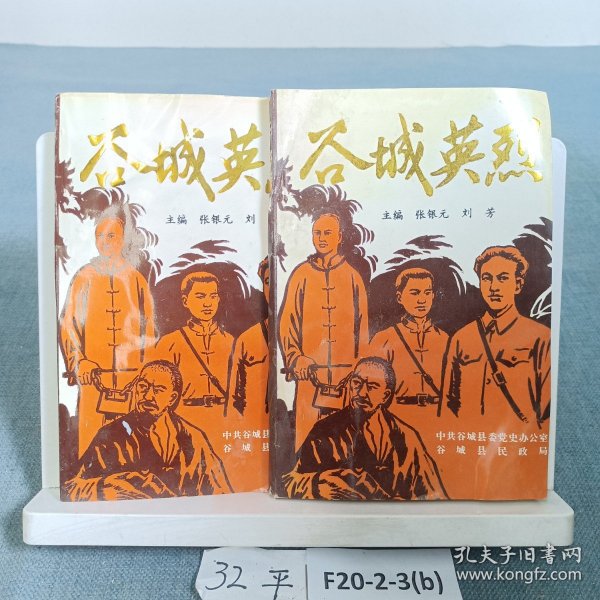 谷城英
主编 张银元 刘
中共谷城县
谷城县
谷城英烈
主编 张银元 刘芳
中共谷城县委党史办公室
谷城县民政局
32平
F20-2-3(b)
孔夫子旧书网
www.kongfz.com